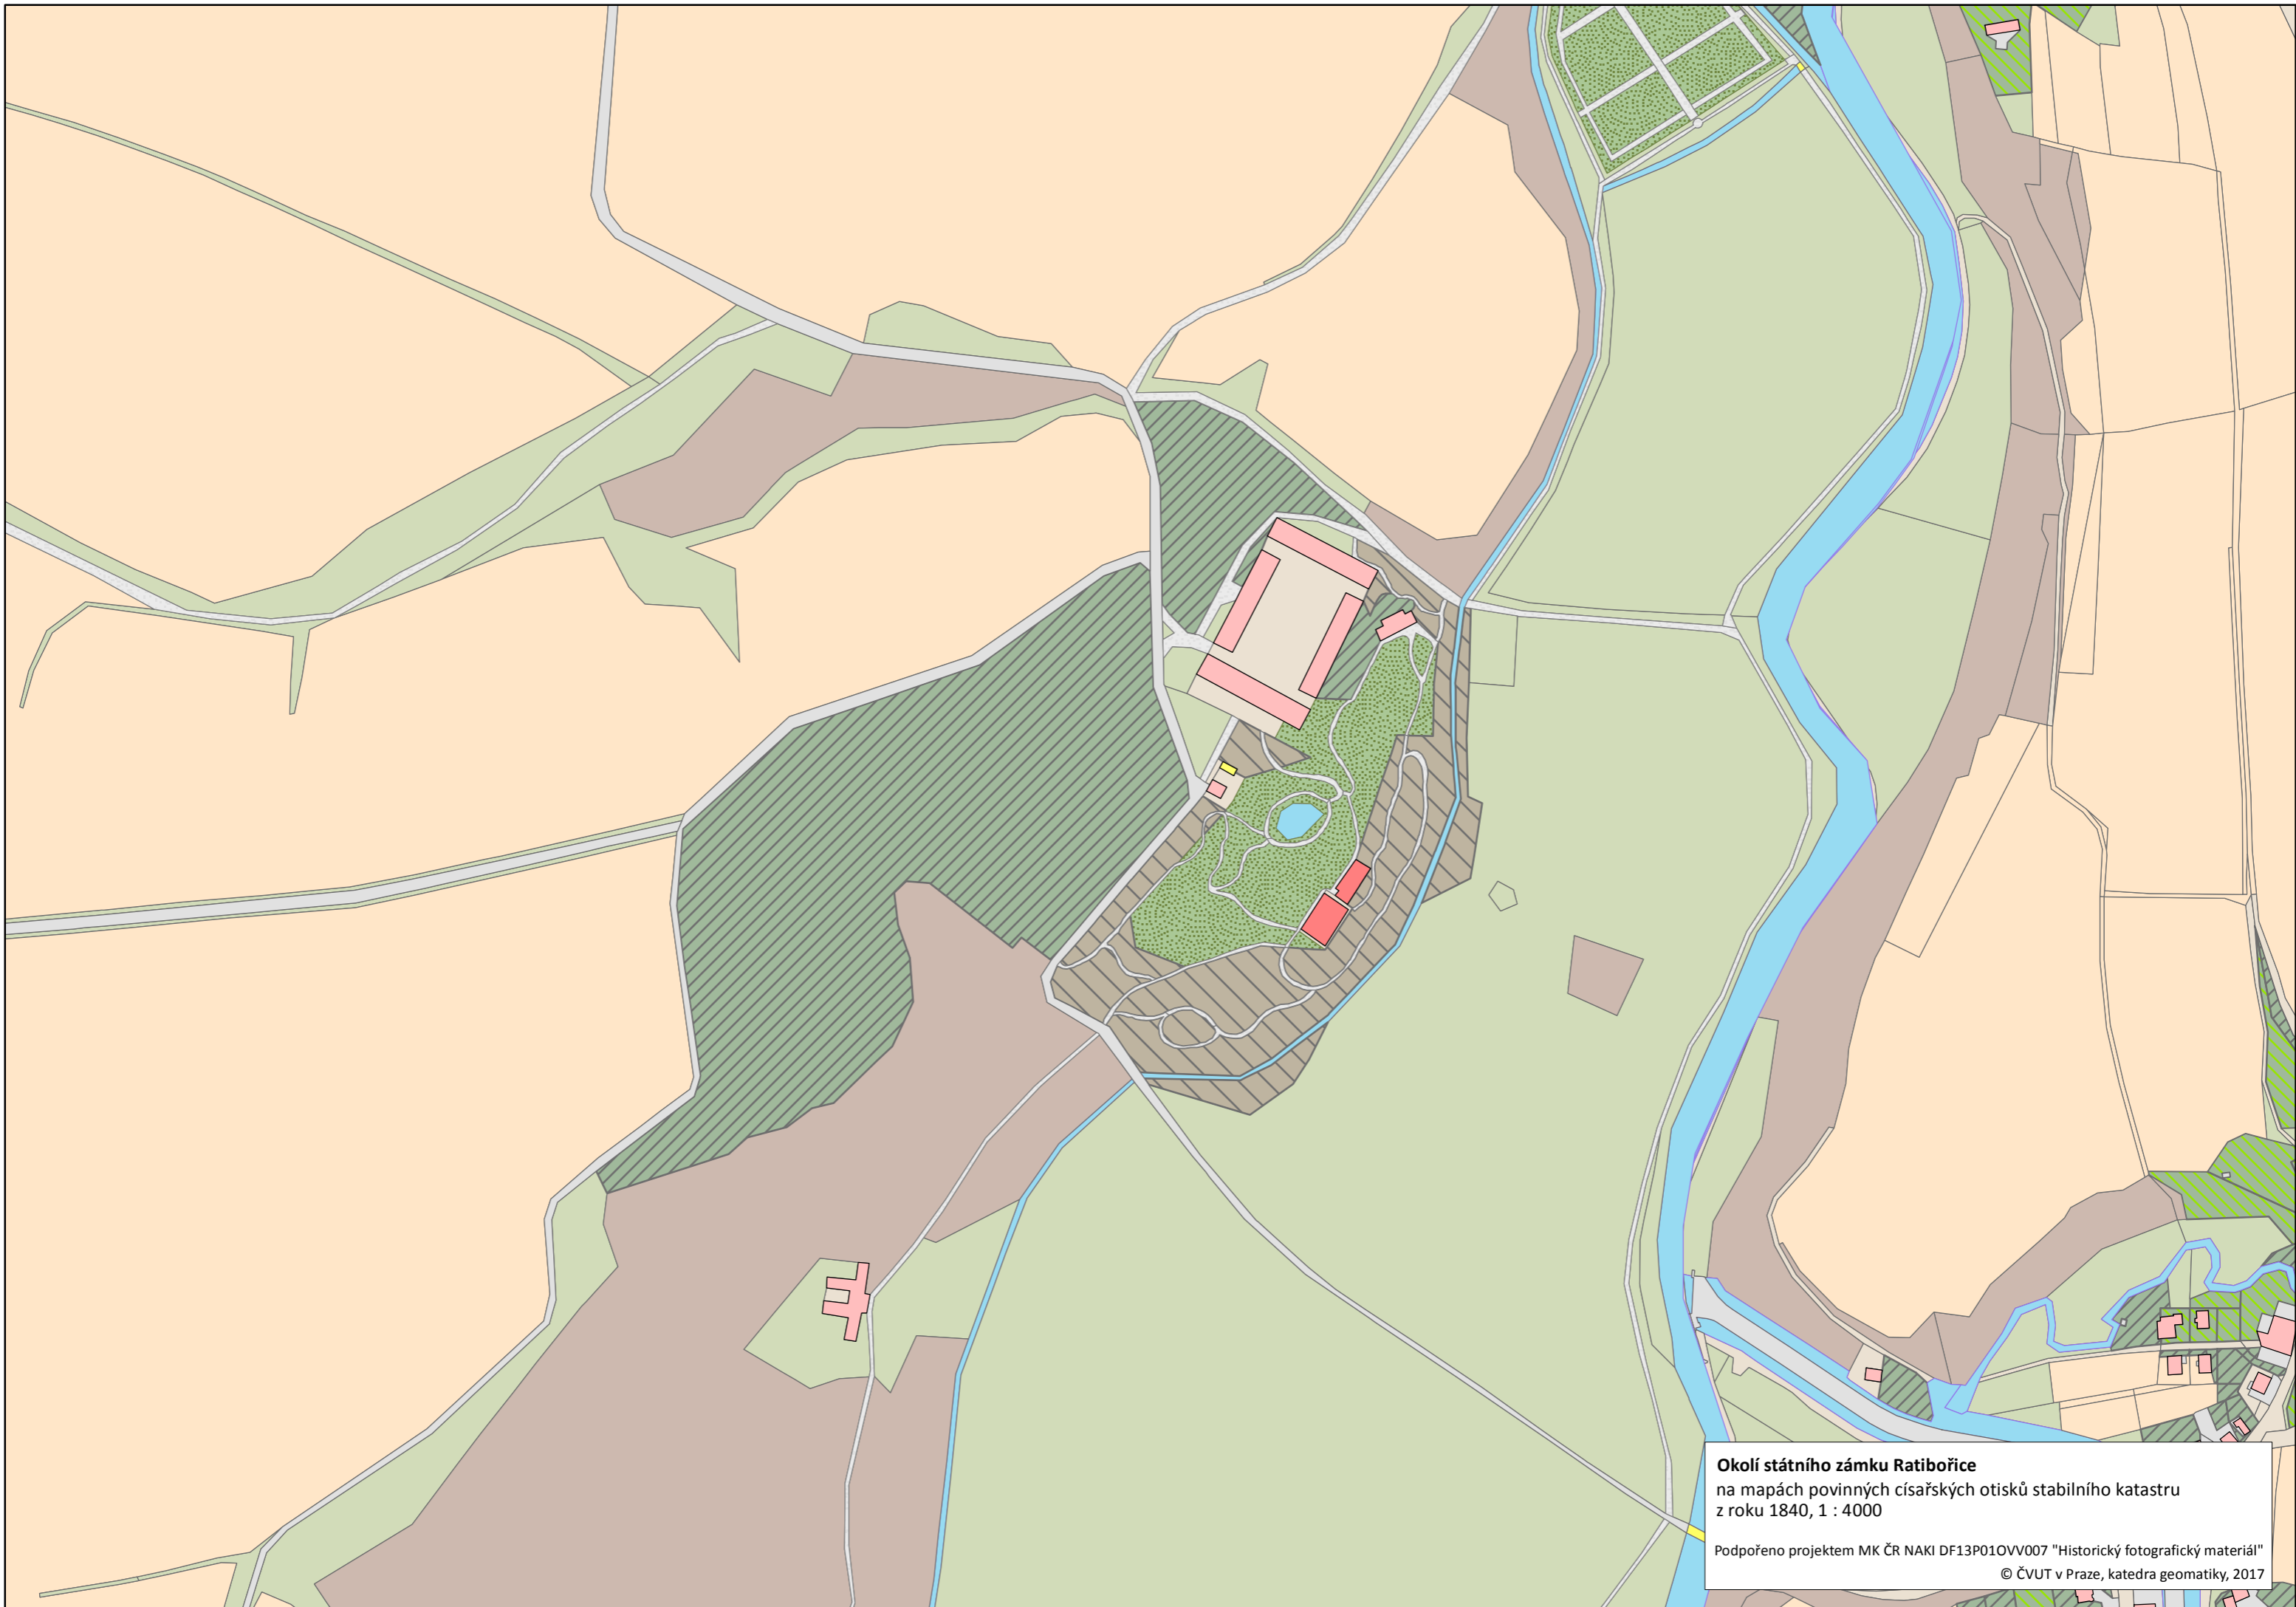 Okolí státního zámku Ratibořice
na mapách povinných císařských otisků stabilního katastru
z roku 1840, 1 : 4000
Podpořeno projektem MK ČR NAKI DF13P01OVV007 "Historický fotografický materiál"
© ČVUT v Praze, katedra geomatiky, 2017